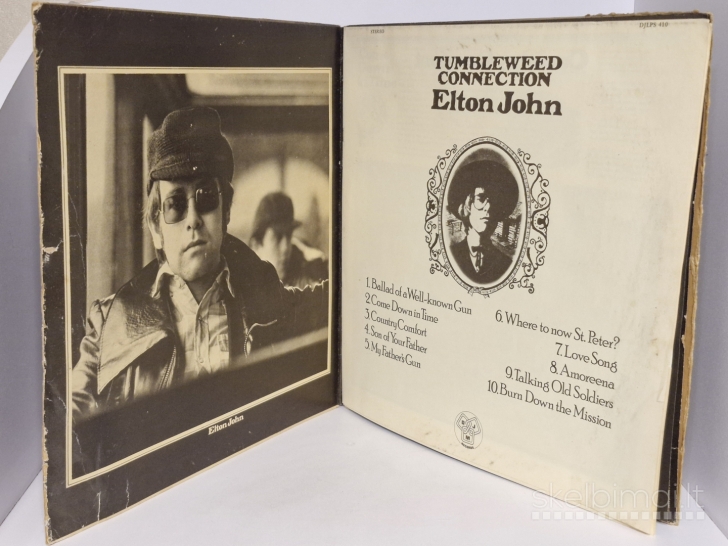 Elton John
STEREO
DJLPS 410
TUMBLEWEED
CONNECTION
Elton John
1. Ballad of a Well-known Gun
2 Come Down in Time
3 Country Comfort
4 Son of Your Father
5 My Father's Gun
6. Where to now St. Peter?
7. Love Song
8. Amoreena
9. Talking Old Soldiers
10. Burn Down the Mission
skelbimai.lt